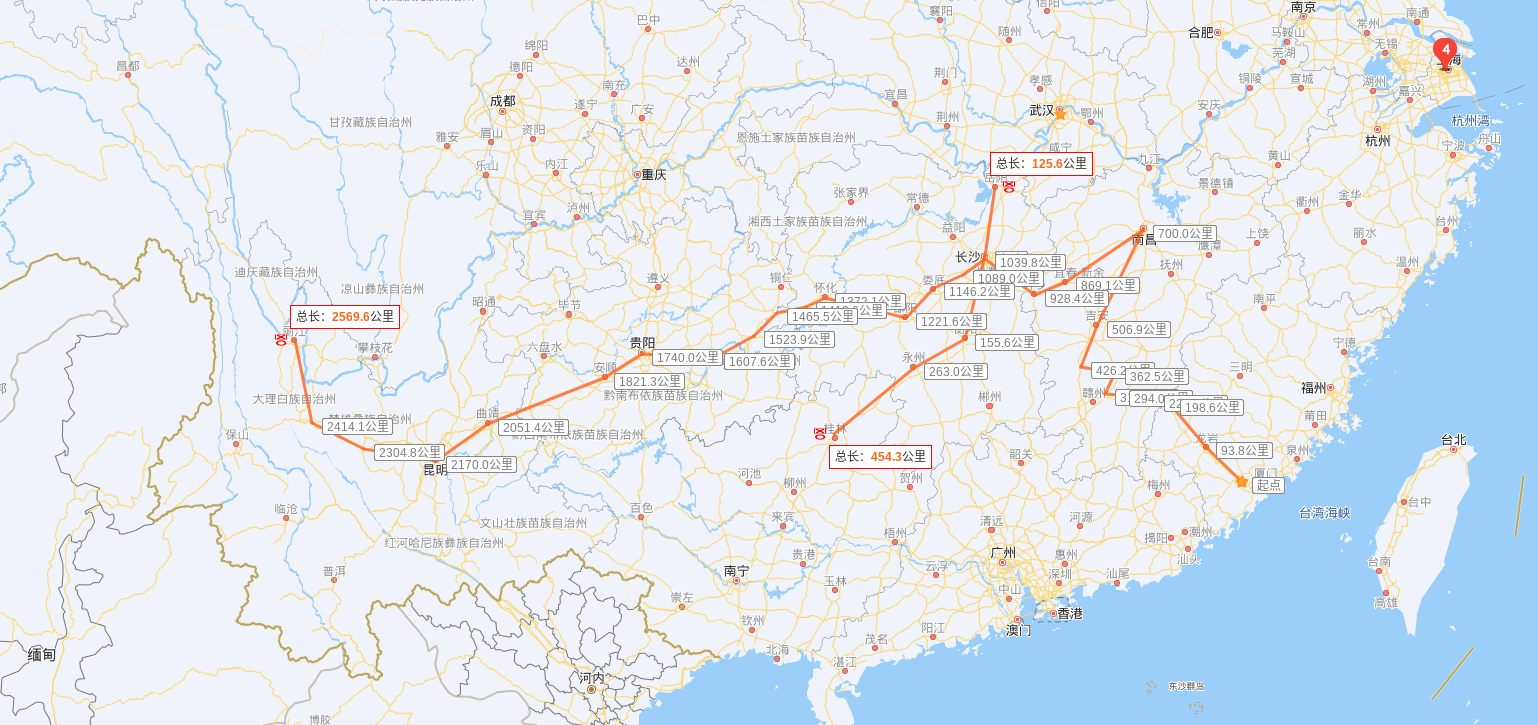 南京
南通
襄阳
信阳
巴中
随州
合肥
马鞍山
常州
无锡
绵阳
芜湖
4
德阳
达州
昌都
荆门
孝感
铜陵
宣城
湖州
嘉兴
南充
成都
遂宁
广安
宜昌
荆州
武汉
鄂州
安庆
甘孜藏族自治州
资阳
眉山
雅安
恩施土家族苗族自治州
咸宁
杭州
杭州湾
舟山
宁波
乐山
内江
重庆
总长：125.6公里
九江
黄山
景德镇
张家界
常德
衢州
金华
宜宾
泸州
湘西土家族苗族自治州
益阳
台州
南昌
700.0公里
上饶
丽水
鹰潭
长沙
1039.8公里
抚州
温州
迪庆藏族自治州
遵义
铜仁
娄底
1089.0公里
宜春
新余
869.1公里
凉山彝族自治州
怀化
1146.2公里
928.4公里
昭通
毕节
1372.1公里
南平
总长：2569.6公里
1465.5公里
1221.6公里
吉安
506.9公里
丽江
攀枝花
六盘水
贵阳
1523.9公里
155.6公里
宁德
1740.0公里
1607.6公里
永州
263.0公里
三明
安顺
1821.3公里
426.2
362.5公里
福州
大理白族自治州
黔南布依族苗族自治州
郴州
赣州
294.0
198.6公里
曲靖
2051.4公里
莆田
2414.1公里
保山
桂林
龙岩
93.8公里
台北
2304.8公里
总长：454.3公里
韶关
泉州
昆明
2170.0公里
河池
柳州
贺州
梅州
厦门
起点
临沧
百色
来宾
清远
河源
台湾海峡
台中
文山壮族苗族自治州
红河哈尼族彝族自治州
梧州
揭阳
潮州
普洱
南宁
贵港
广州
惠州
汕头
云浮
深圳
汕尾
台南
玉林
中山
崇左
高雄
香港
钦州
阳江
澳门
茂名
缅甸
北海
湛江
河内
东沙群岛
博胶